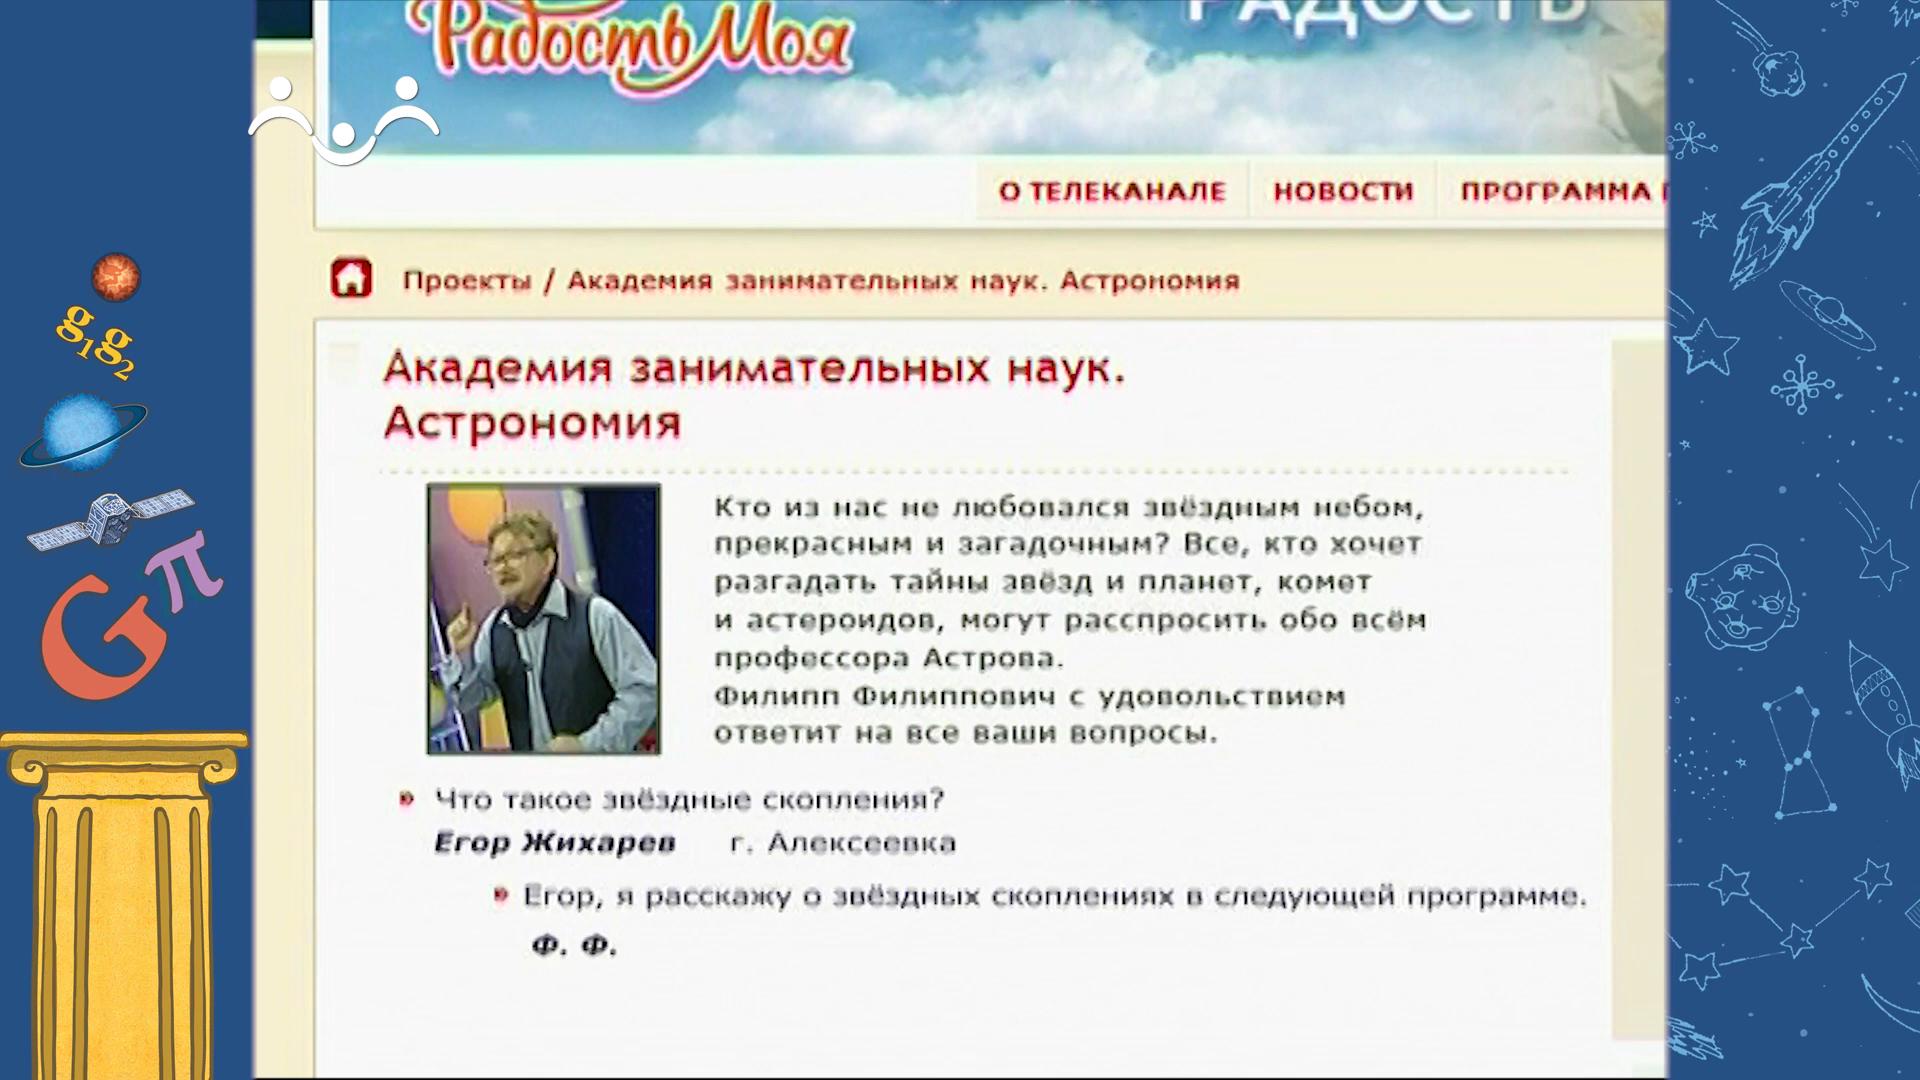 Радость Моя
РАДОСТЬ
О ТЕЛЕКАНАЛЕ НОВОСТИ ПРОГРАММА
Проекты / Академия занимательных наук. Астрономия
Академия занимательных наук.
Астрономия
Кто из нас не любовался звёздным небом,
прекрасным и загадочным? Все, кто хочет
разгадать тайны звёзд и планет, комет
и астероидов, могут расспросить обо всём
профессора Астрова.
Филипп Филиппович с удовольствием
ответит на все ваши вопросы.
» Что такое звёздные скопления?
Егор Жихарев г. Алексеевка
» Егор, я расскажу о звёздных скоплениях в следующей программе.
Ф. Ф.
g1 g2
G π